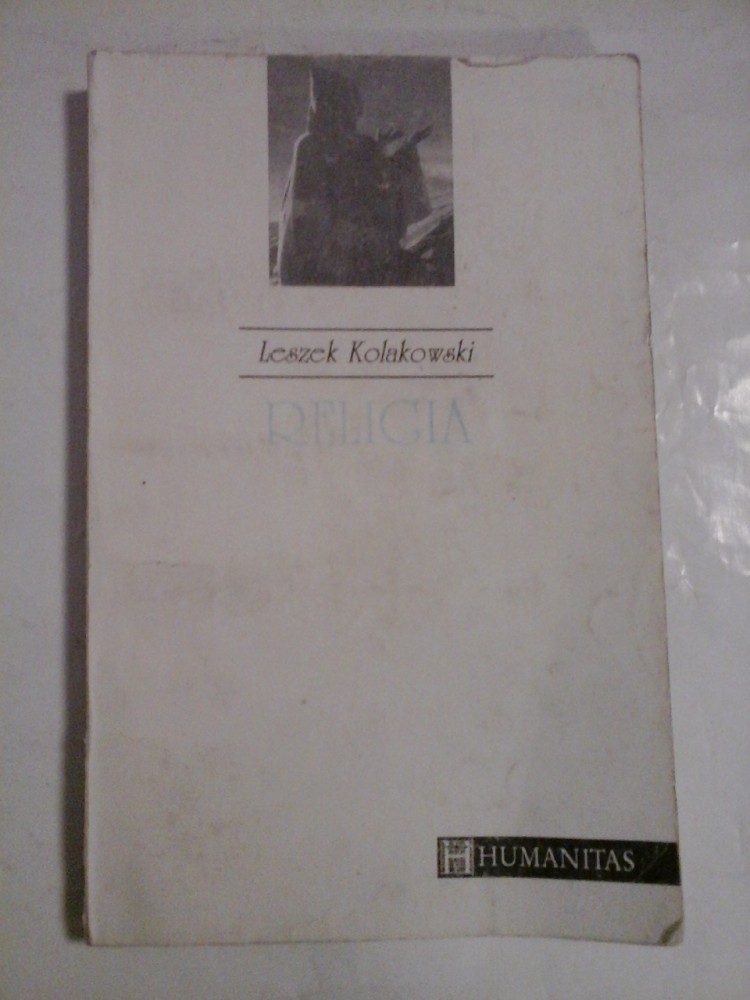 Leszek Kolakowski
RELIGIA
HUMANITAS